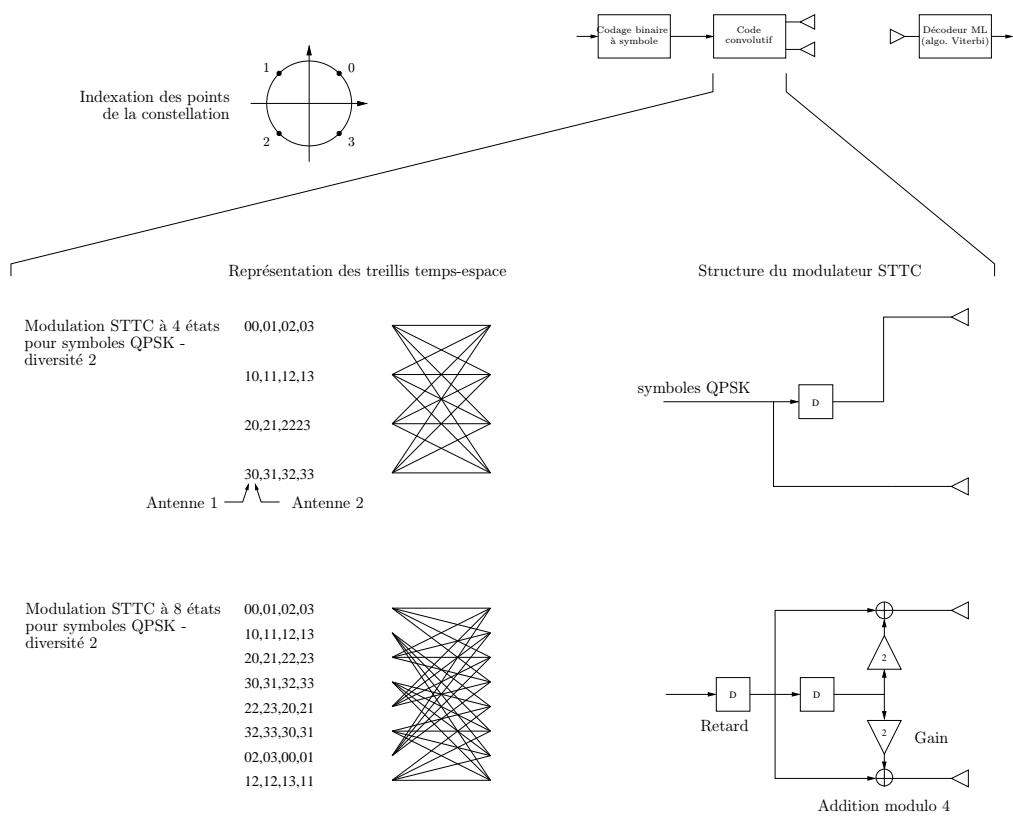 Codage binaire
à symbole
Code
convolutif
Décodeur ML
(algo. Viterbi)
1
0
Indexation des points
de la constellation
2
3
Représentation des treillis temps-espace
Structure du modulateur STTC
Modulation STTC à 4 états
pour symboles QPSK -
diversité 2
00,01,02,03
10,11,12,13
20,21,2223
30,31,32,33
Antenne 1
Antenne 2
symboles QPSK
D
Modulation STTC à 8 états
pour symboles QPSK -
diversité 2
00,01,02,03
10,11,12,13
20,21,22,23
30,31,32,33
22,23,20,21
32,33,30,31
02,03,00,01
12,12,13,11
2
D
D
Retard
2
Gain
Addition modulo 4